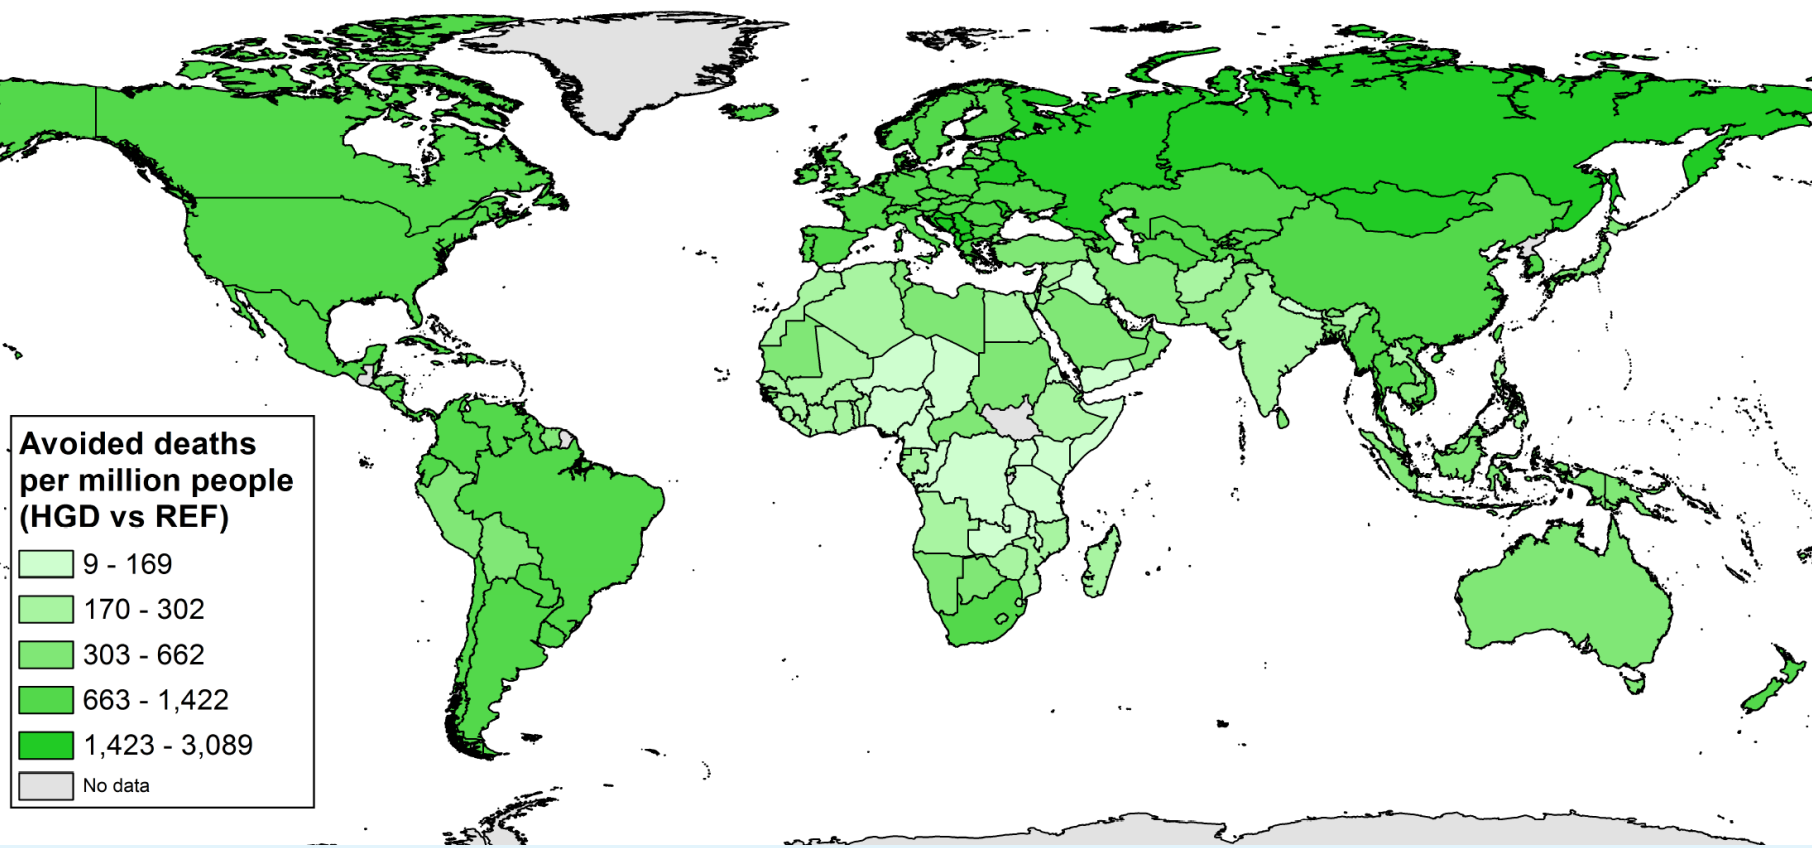 Avoided deaths
per million people
(HGD vs REF)
9 - 169
170 - 302
303 - 662
663 - 1,422
1,423 - 3,089
No data